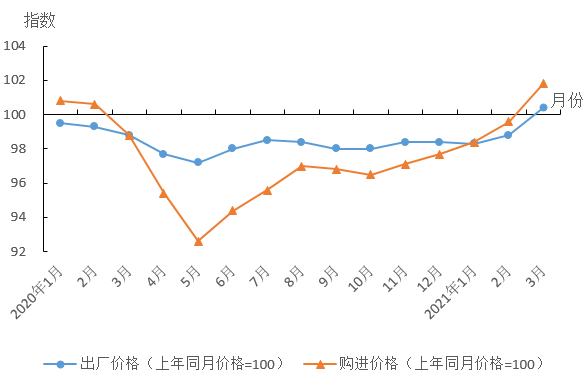 指数
104
102
100
98
96
94
92
月份
2020年1月
2月
3月
4月
5月
6月
7月
8月
9月
10月
11月
12月
2021年1月
2月
3月
出厂价格（上年同月价格=100）
购进价格（上年同月价格=100）